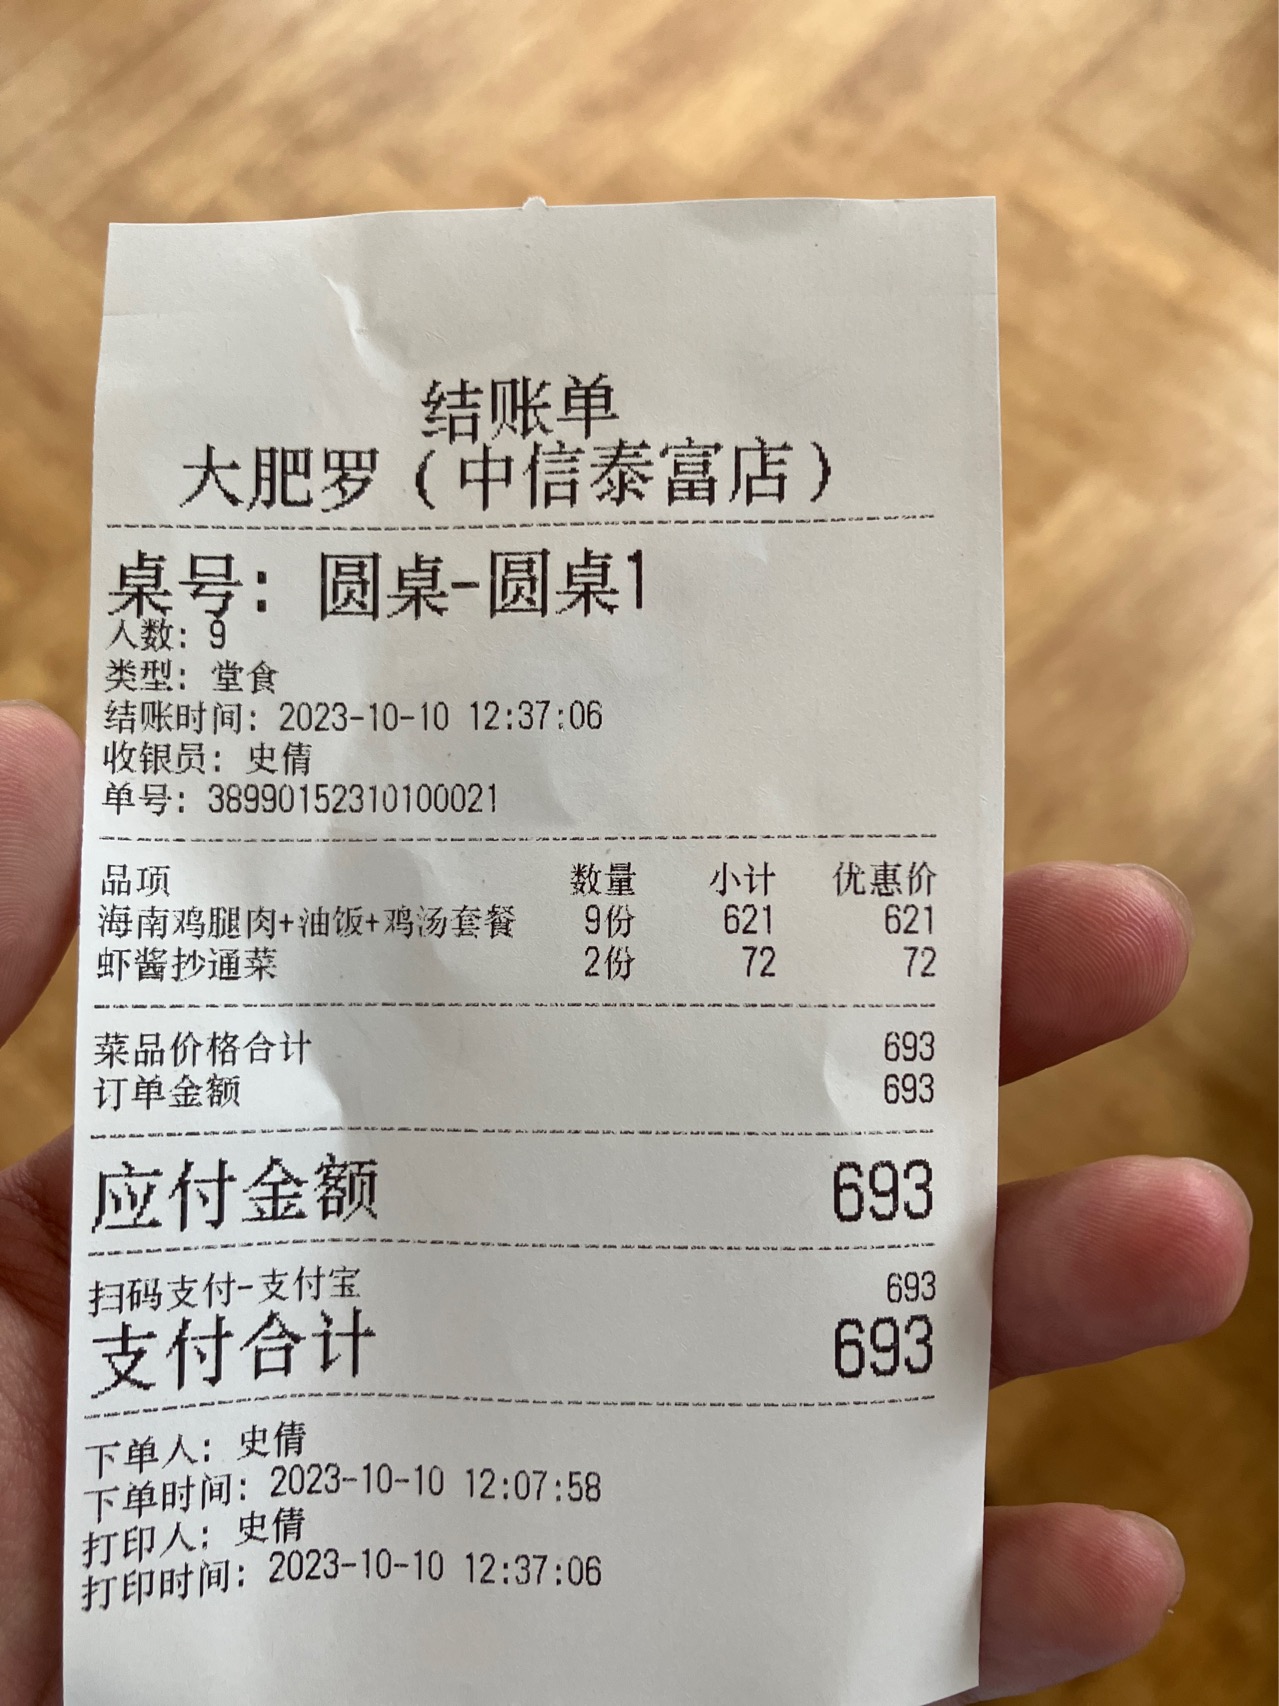 结账单
大肥罗（中信泰富店）
桌号：圆桌-圆桌1
人数：9
类型：堂食
结账时间：2023-10-10 12:37:06
收银员：史倩
单号：38990152310100021
品项 数量 小计 优惠价
海南鸡腿肉+油饭+鸡汤套餐 9份 621 621
虾酱抄通菜 2份 72 72
菜品价格合计 693
订单金额 693
应付金额 693
扫码支付-支付宝 693
支付合计 693
下单人：史倩
下单时间：2023-10-10 12:07:58
打印人：史倩
打印时间：2023-10-10 12:37:06